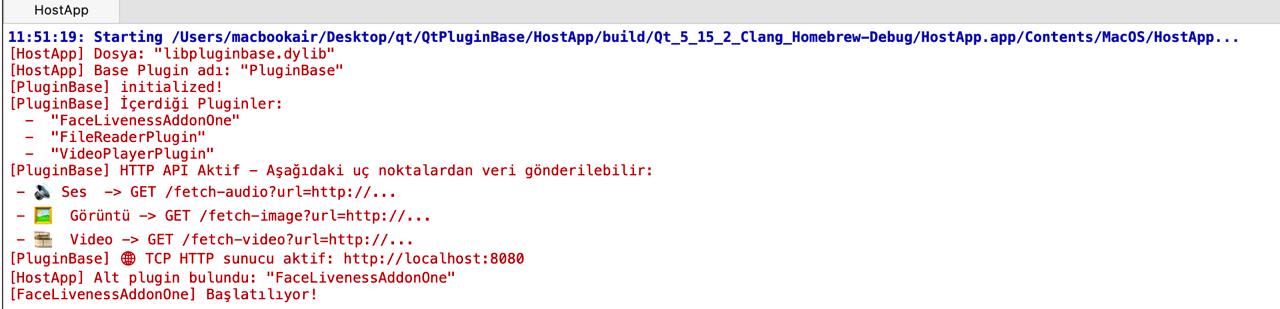 HostApp
11:51:19: Starting /Users/macbookair/Desktop/qt/QtPluginBase/HostApp/build/Qt_5_15_2_Clang_Homebrew-Debug/HostApp.app/Contents/MacOS/HostApp...
[HostApp] Dosya: "libpluginbase.dylib"
[HostApp] Base Plugin adı: "PluginBase"
[PluginBase] initialized!
[PluginBase] İçerdiği Pluginler:
  -  "FaceLivenessAddonOne"
  -  "FileReaderPlugin"
  -  "VideoPlayerPlugin"
[PluginBase] HTTP API Aktif – Aşağıdaki uç noktalardan veri gönderilebilir:
 - 🔊 Ses  -> GET /fetch-audio?url=http://...
 - 🖼️  Görüntü -> GET /fetch-image?url=http://...
 - 🎞️  Video -> GET /fetch-video?url=http://...
[PluginBase] 🌐 TCP HTTP sunucu aktif: http://localhost:8080
[HostApp] Alt plugin bulundu: "FaceLivenessAddonOne"
[FaceLivenessAddonOne] Başlatılıyor!